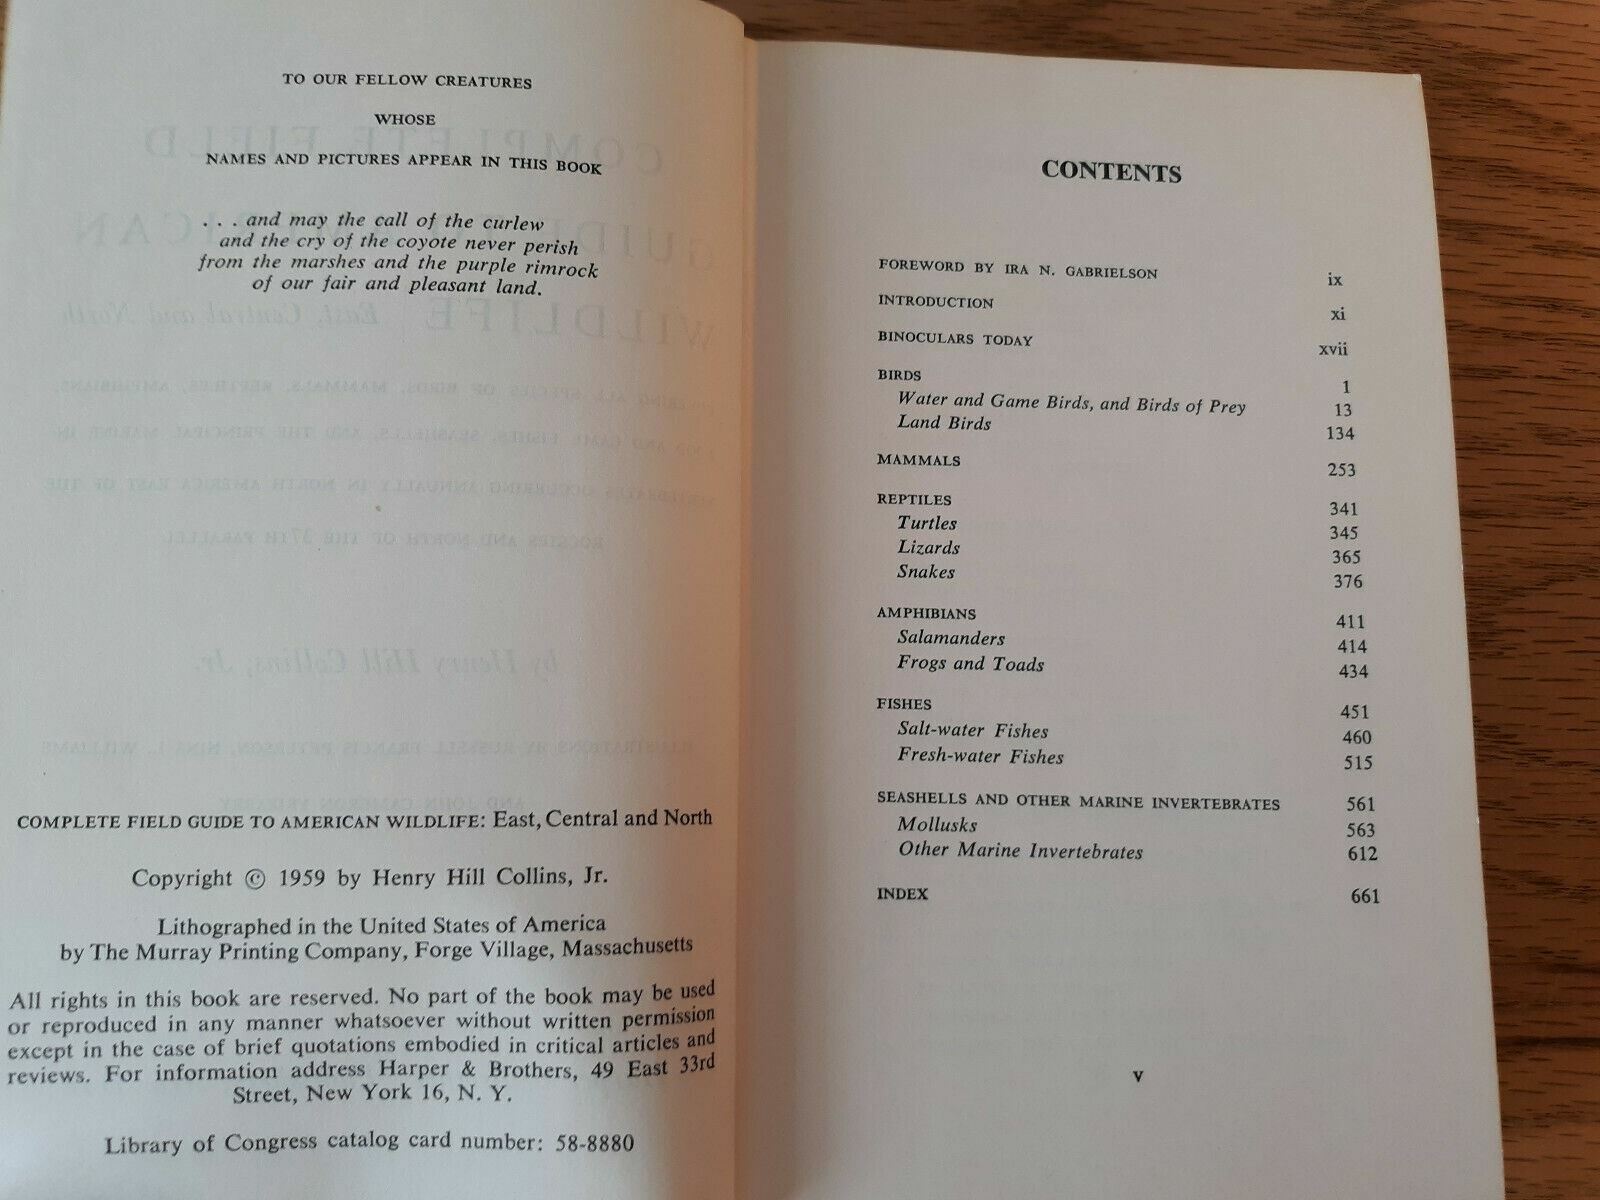 TO OUR FELLOW CREATURES
WHOSE
NAMES AND PICTURES APPEAR IN THIS BOOK
. . . and may the call of the curlew
and the cry of the coyote never perish
from the marshes and the purple rimrock
of our fair and pleasant land.
COMPLETE FIELD GUIDE TO AMERICAN WILDLIFE: East, Central and North
Copyright © 1959 by Henry Hill Collins, Jr.
Lithographed in the United States of America
by The Murray Printing Company, Forge Village, Massachusetts
All rights in this book are reserved. No part of the book may be used
or reproduced in any manner whatsoever without written permission
except in the case of brief quotations embodied in critical articles and
reviews. For information address Harper & Brothers, 49 East 33rd
Street, New York 16, N. Y.
Library of Congress catalog card number: 58-8880
CONTENTS
FOREWORD BY IRA N. GABRIELSON ix
INTRODUCTION xi
BINOCULARS TODAY xvii
BIRDS 1
Water and Game Birds, and Birds of Prey 13
Land Birds 134
MAMMALS 253
REPTILES 341
Turtles 345
Lizards 365
Snakes 376
AMPHIBIANS 411
Salamanders 414
Frogs and Toads 434
FISHES 451
Salt-water Fishes 460
Fresh-water Fishes 515
SEASHELLS AND OTHER MARINE INVERTEBRATES 561
Mollusks 563
Other Marine Invertebrates 612
INDEX 661
v